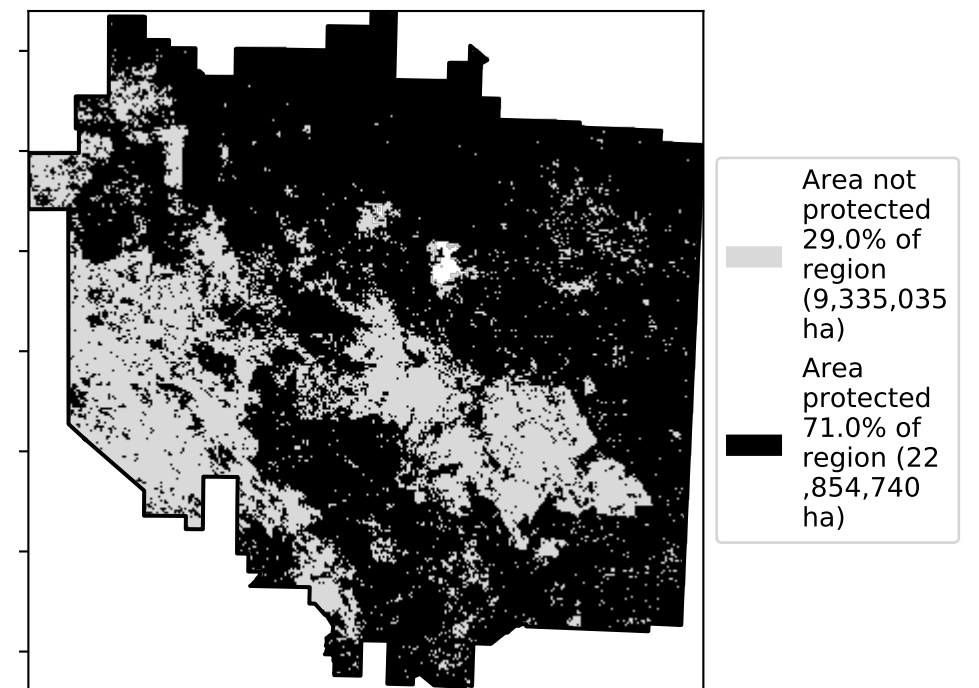 Area not
protected
29.0% of
region
(9,335,035
ha)
Area
protected
71.0% of
region (22
,854,740
ha)